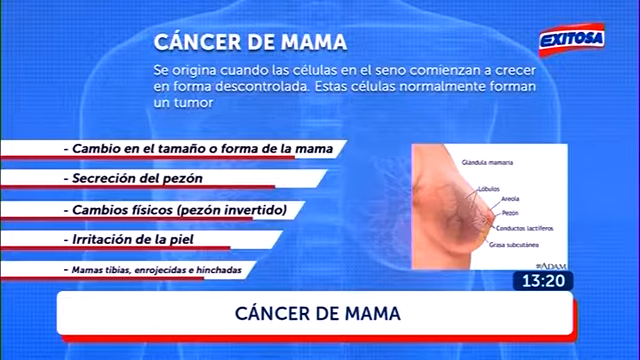 CÁNCER DE MAMA
EXITOSA
Se origina cuando las células en el seno comienzan a crecer
en forma descontrolada. Estas células normalmente forman
un tumor
- Cambio en el tamaño o forma de la mama
- Secreción del pezón
- Cambios físicos (pezón invertido)
- Irritación de la piel
- Mamas tibias, enrojecidas e hinchadas
Glándula mamaria
Lóbulos
Areola
Pezón
Conductos lactíferos
Grasa subcutánea
ADAM
13:20
CÁNCER DE MAMA